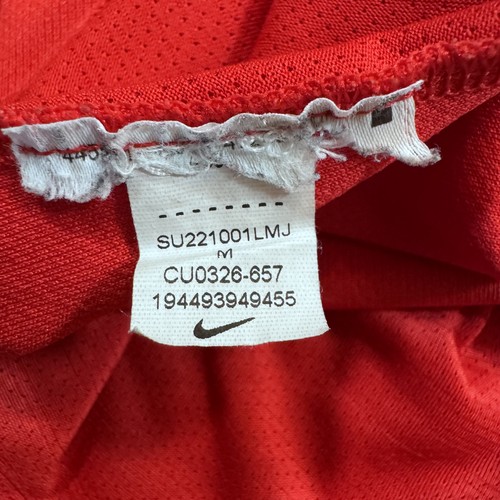 - - - - - - - - - -
SU221001LMJ
M
CU0326-657
194493949455